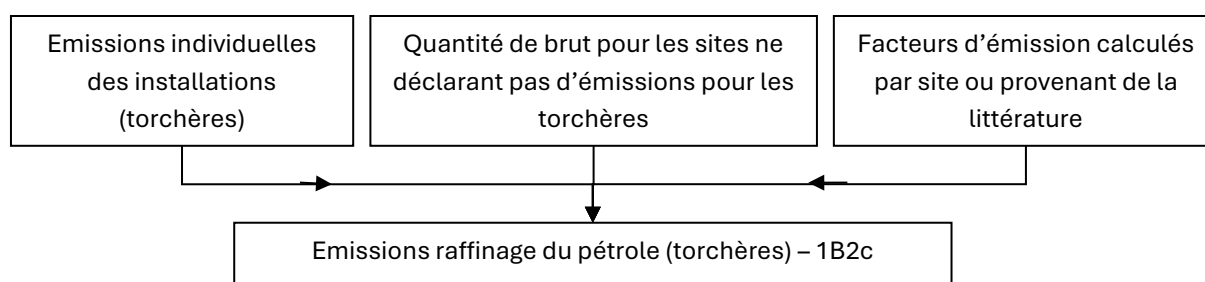 Emissions individuelles
des installations
(torchères)
Quantité de brut pour les sites ne
déclarant pas d’émissions pour les
torchères
Facteurs d’émission calculés
par site ou provenant de la
littérature
Emissions raffinage du pétrole (torchères) – 1B2c